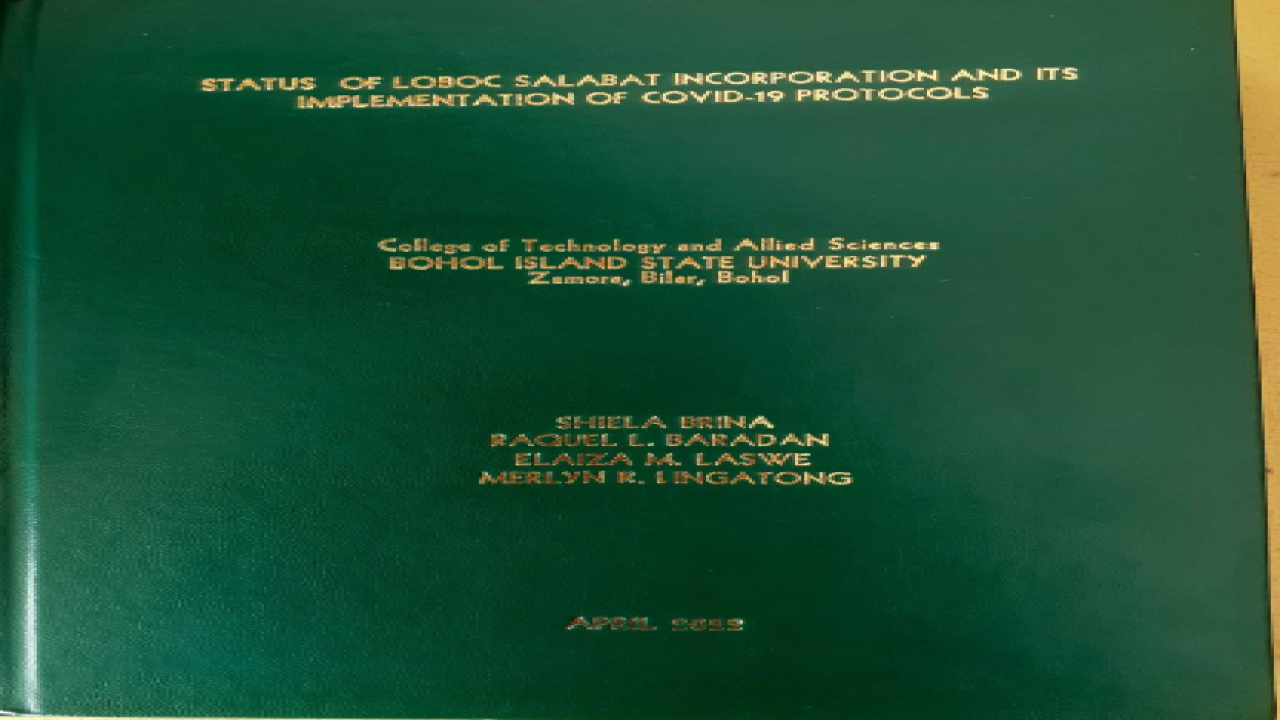 STATUS OF LOBOC SALABAT INCORPORATION AND ITS
IMPLEMENTATION OF COVID-19 PROTOCOLS
College of Technology and Allied Sciences
BOHOL ISLAND STATE UNIVERSITY
Zamora, Bilar, Bohol
SHIELA BRINA
RAQUEL L. BARADAN
ELAIZA M. LASWE
MERLYN R. LINGATONG
APRIL 2022